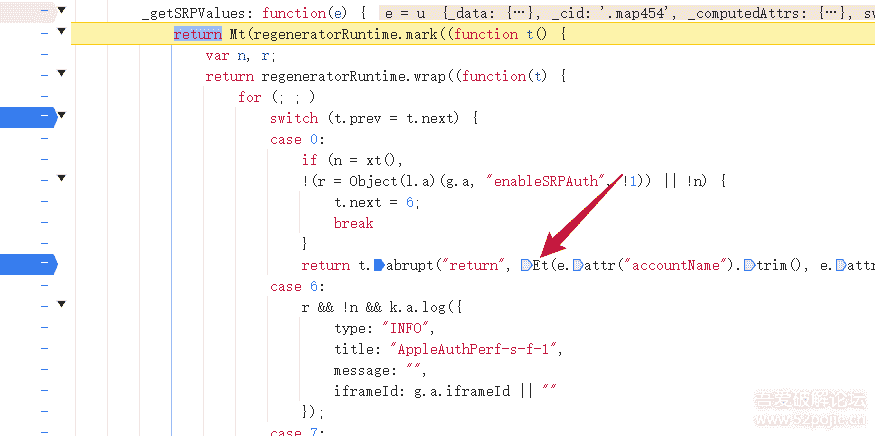 _getSRPValues: function(e) { e = u {_data: {…}, _cid: '.map454', _computedAttrs: {…}, sv
return Mt(regeneratorRuntime.mark((function t() {
var n, r;
return regeneratorRuntime.wrap((function(t) {
for (; ; )
switch (t.prev = t.next) {
case 0:
if (n = xt(),
!(r = Object(l.a)(g.a, "enableSRPAuth", !1)) || !n) {
t.next = 6;
break
}
return t.abrupt("return", Et(e.attr("accountName").trim(), e.attr
case 6:
r && !n && k.a.log({
type: "INFO",
title: "AppleAuthPerf-s-f-1",
message: "",
iframeId: g.a.iframeId || ""
});
case 7:
吾爱破解论坛
www.52pojie.cn